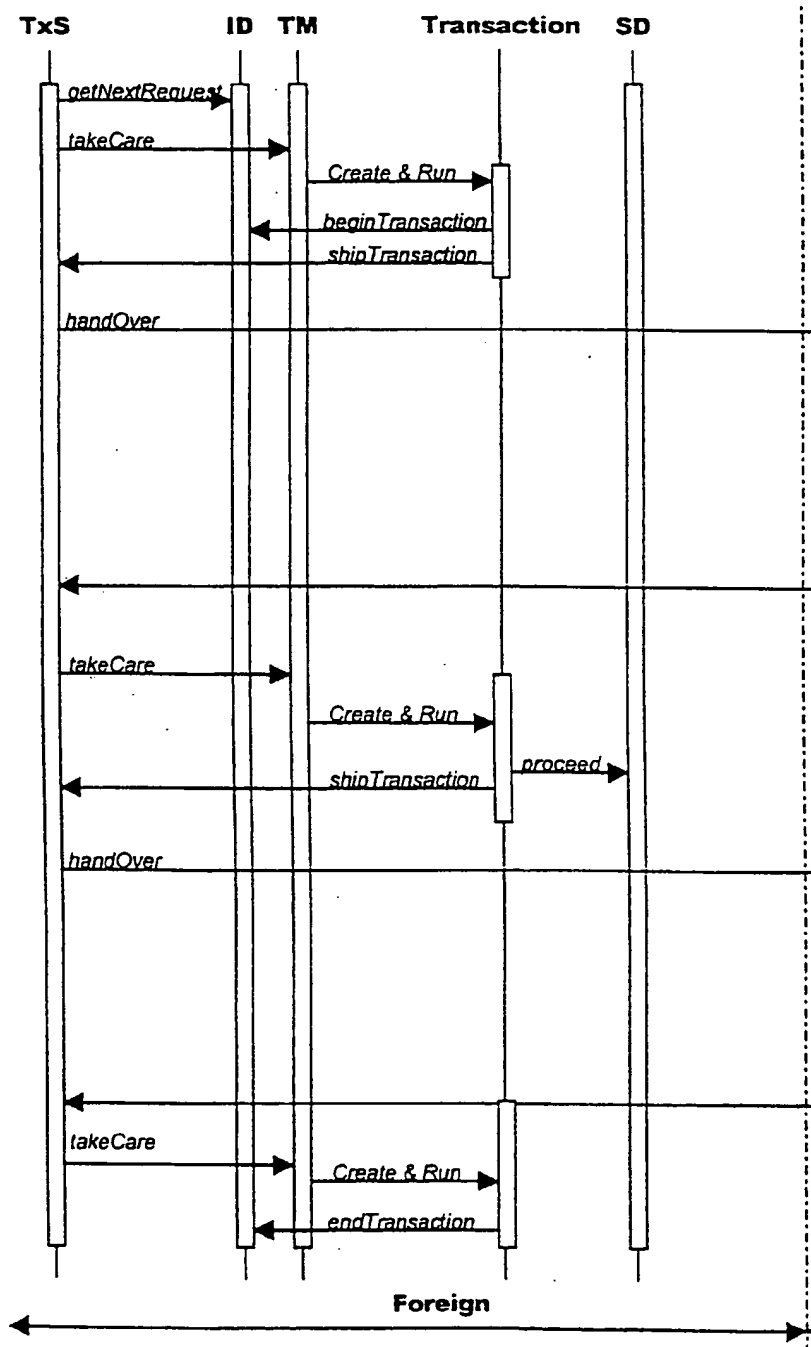 TxS ID TM Transaction SD
getNextRequest
takeCare
Create & Run
beginTransaction
shipTransaction
handOver
takeCare
Create & Run
proceed
shipTransaction
handOver
takeCare
Create & Run
endTransaction
Foreign